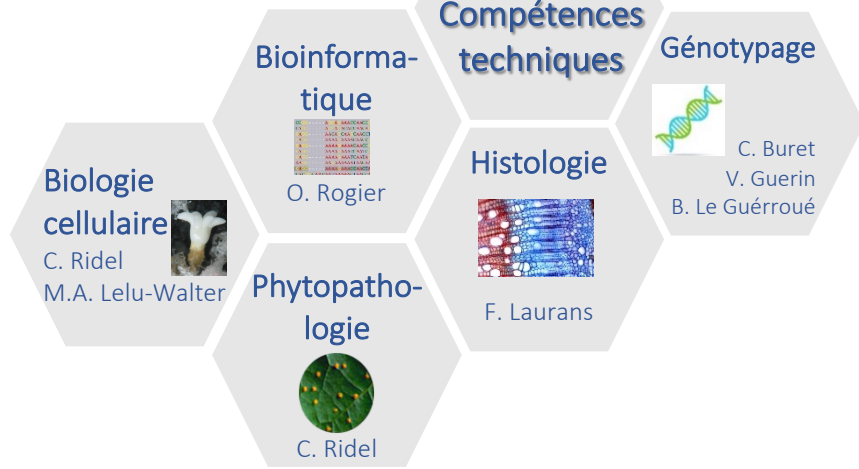 Compétences
techniques
Bioinforma-
tique
O. Rogier
Génotypage
C. Buret
V. Guerin
B. Le Guérroué
Biologie
cellulaire
C. Ridel
M.A. Lelu-Walter
Histologie
F. Laurans
Phytopatho-
logie
C. Ridel